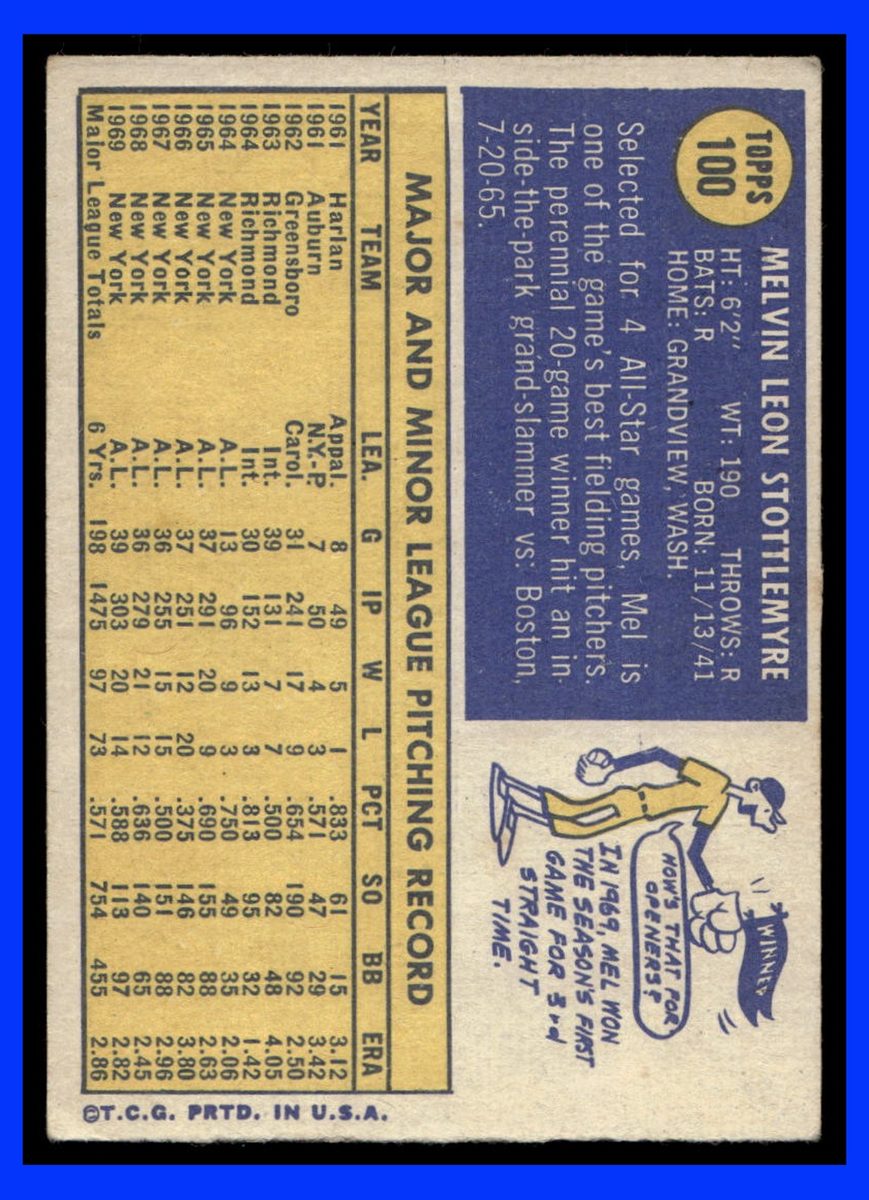 TOPPS
100
MELVIN LEON STOTTLEMYRE
HT: 6'2" WT: 190 THROWS: R
BATS: R BORN: 11/13/41
HOME: GRANDVIEW, WASH.
Selected for 4 All-Star games, Mel is
one of the game's best fielding pitchers.
The perennial 20-game winner hit an in-
side-the-park grand-slammer vs. Boston,
7-20-65.
WINNER
HOW'S THAT FOR
OPENERS?
IN 1969, MEL WON
THE SEASON'S FIRST
GAME FOR 3rd
STRAIGHT
TIME.
MAJOR AND MINOR LEAGUE PITCHING RECORD
YEAR TEAM LEA. G IP W L PCT SO BB ERA
1961 Harlan Appal. 8 49 5 1 .833 61 15 3.12
1961 Auburn N.Y.-P. 7 50 4 3 .571 47 29 3.42
1962 Greensboro Carol. 31 241 17 9 .654 190 92 2.50
1963 Richmond Int. 39 131 7 7 .500 82 48 4.05
1964 Richmond Int. 30 152 13 3 .813 95 32 1.42
1964 New York A.L. 13 96 9 3 .750 49 35 2.06
1965 New York A.L. 37 291 20 9 .690 155 88 2.63
1966 New York A.L. 37 251 12 20 .375 146 82 3.80
1967 New York A.L. 36 255 15 15 .500 151 88 2.96
1968 New York A.L. 36 279 21 12 .636 140 65 2.45
1969 New York A.L. 39 303 20 14 .588 113 97 2.82
Major League Totals 6 Yrs. 198 1475 97 73 .571 754 455 2.86
©T.C.G. PRTD. IN U.S.A.